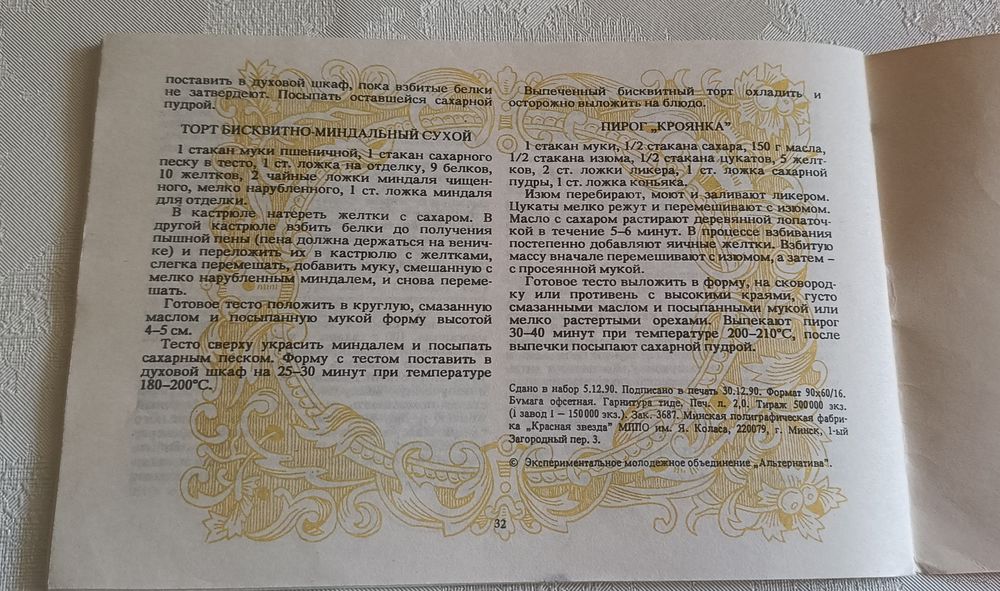 поставить в духовой шкаф, пока взбитые белки
не затвердеют. Посыпать оставшейся сахарной
пудрой.
ТОРТ БИСКВИТНО-МИНДАЛЬНЫЙ СУХОЙ
1 стакан муки пшеничной, 1 стакан сахарного
песку в тесто, 1 ст. ложка на отделку, 9 белков,
10 желтков, 2 чайные ложки миндаля чищен-
ного, мелко нарубленного, 1 ст. ложка миндаля
для отделки.
В кастрюле натереть желтки с сахаром. В
другой кастрюле взбить белки до получения
пышной пены (пена должна держаться на венич-
ке) и переложить их в кастрюлю с желтками,
слегка перемешать, добавить муку, смешанную с
мелко нарубленным миндалем, и снова переме-
шать.
Готовое тесто положить в круглую, смазанную
маслом и посыпанную мукой форму высотой
4–5 см.
Тесто сверху украсить миндалем и посыпать
сахарным песком. Форму с тестом поставить в
духовой шкаф на 25–30 минут при температуре
180–200°С.
Выпеченный бисквитный торт охладить и
осторожно выложить на блюдо.
ПИРОГ „КРОЯНКА”
1 стакан муки, 1/2 стакана сахара, 150 г масла,
1/2 стакана изюма, 1/2 стакана цукатов, 5 желт-
ков, 2 ст. ложки ликера, 1 ст. ложка сахарной
пудры, 1 ст. ложка коньяка.
Изюм перебирают, моют и заливают ликером.
Цукаты мелко режут и перемешивают с изюмом.
Масло с сахаром растирают деревянной лопаточ-
кой в течение 5–6 минут. В процессе взбивания
постепенно добавляют яичные желтки. Взбитую
массу вначале перемешивают с изюмом, а затем –
с просеянной мукой.
Готовое тесто выложить в форму, на сковород-
ку или противень с высокими краями, густо
смазанными маслом и посыпанными мукой или
мелко растертыми орехами. Выпекают пирог
30–40 минут при температуре 200–210°С, после
выпечки посыпают сахарной пудрой.
Сдано в набор 5.12.90. Подписано в печать 30.12.90. Формат 90х60/16.
Бумага офсетная. Гарнитура тиде. Печ. л. 2,0. Тираж 500000 экз.
(i завод 1 – 150000 экз.). Зак. 3687. Минская полиграфическая фабри-
ка „Красная звезда” МППО им. Я. Коласа, 220079, г. Минск, 1-ый
Загородный пер. 3.
© Экспериментальное молодежное объединение „Альтернатива”.
32